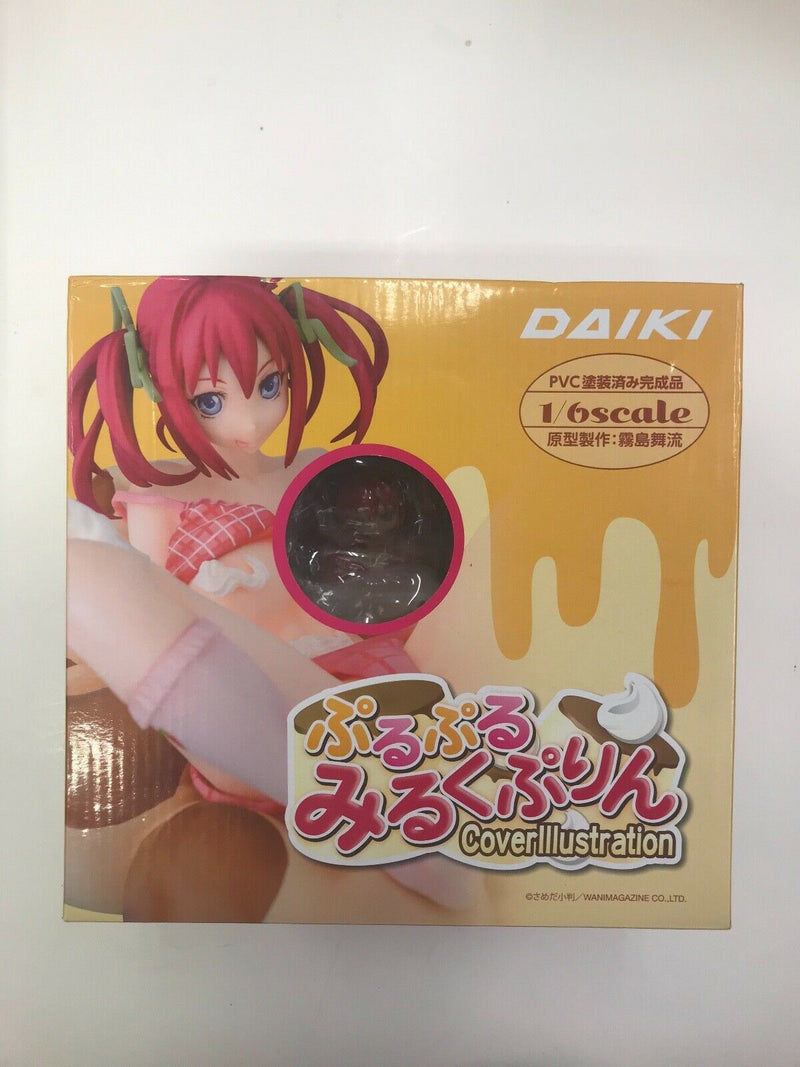 DAIKI
PVC塗装済み完成品
1/6scale
原型製作:霧島舞流
ぷるぷる
みるくぷりん
CoverIllustration
©さめだ小判/WANIMAGAZINE CO.,LTD.